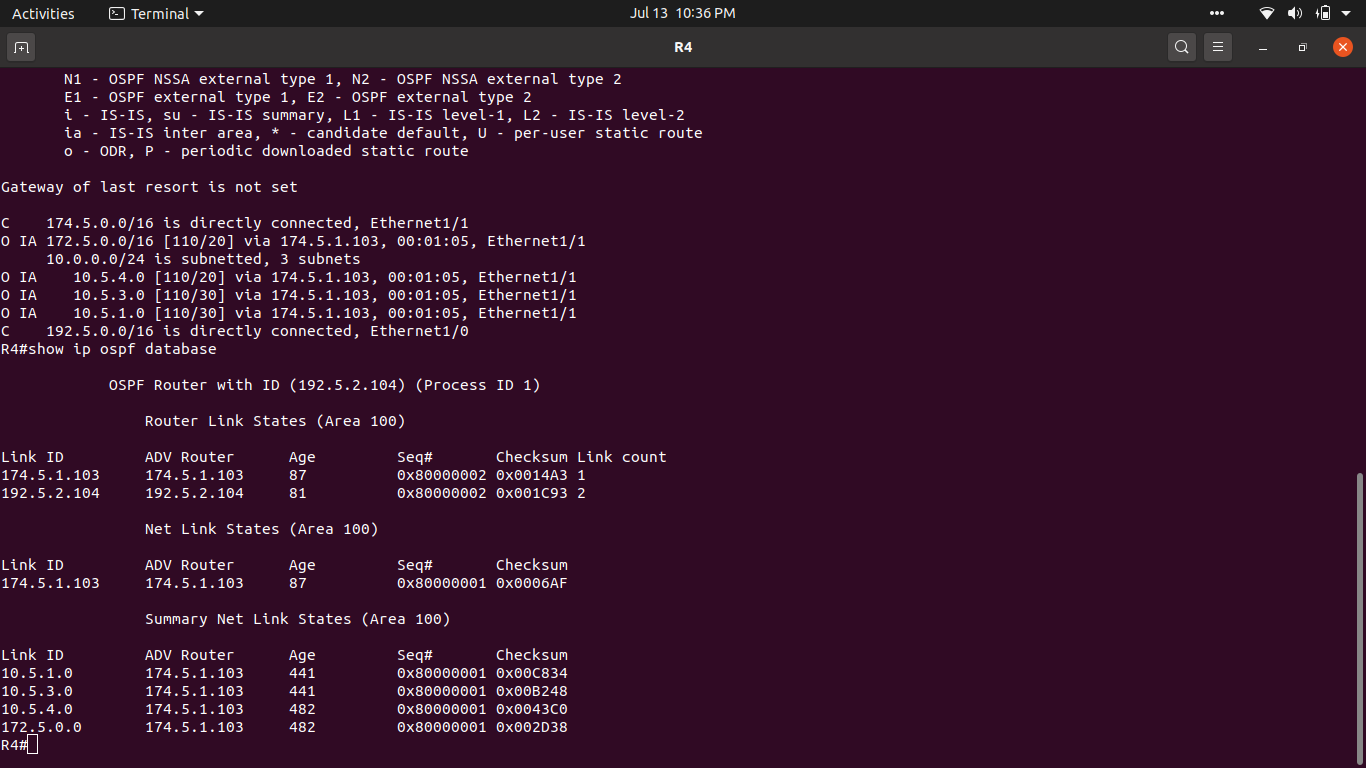 Activities Terminal Jul 13 10:36 PM
R4
N1 - OSPF NSSA external type 1, N2 - OSPF NSSA external type 2
E1 - OSPF external type 1, E2 - OSPF external type 2
i - IS-IS, su - IS-IS summary, L1 - IS-IS level-1, L2 - IS-IS level-2
ia - IS-IS inter area, * - candidate default, U - per-user static route
o - ODR, P - periodic downloaded static route
Gateway of last resort is not set
C    174.5.0.0/16 is directly connected, Ethernet1/1
O IA 172.5.0.0/16 [110/20] via 174.5.1.103, 00:01:05, Ethernet1/1
     10.0.0.0/24 is subnetted, 3 subnets
O IA    10.5.4.0 [110/20] via 174.5.1.103, 00:01:05, Ethernet1/1
O IA    10.5.3.0 [110/30] via 174.5.1.103, 00:01:05, Ethernet1/1
O IA    10.5.1.0 [110/30] via 174.5.1.103, 00:01:05, Ethernet1/1
C    192.5.0.0/16 is directly connected, Ethernet1/0
R4#show ip ospf database
OSPF Router with ID (192.5.2.104) (Process ID 1)
Router Link States (Area 100)
Link ID         ADV Router      Age         Seq#       Checksum Link count
174.5.1.103     174.5.1.103     87          0x80000002 0x0014A3 1
192.5.2.104     192.5.2.104     81          0x80000002 0x001C93 2
Net Link States (Area 100)
Link ID         ADV Router      Age         Seq#       Checksum
174.5.1.103     174.5.1.103     87          0x80000001 0x0006AF
Summary Net Link States (Area 100)
Link ID         ADV Router      Age         Seq#       Checksum
10.5.1.0        174.5.1.103     441         0x80000001 0x00C834
10.5.3.0        174.5.1.103     441         0x80000001 0x00B248
10.5.4.0        174.5.1.103     482         0x80000001 0x0043C0
172.5.0.0       174.5.1.103     482         0x80000001 0x002D38
R4#